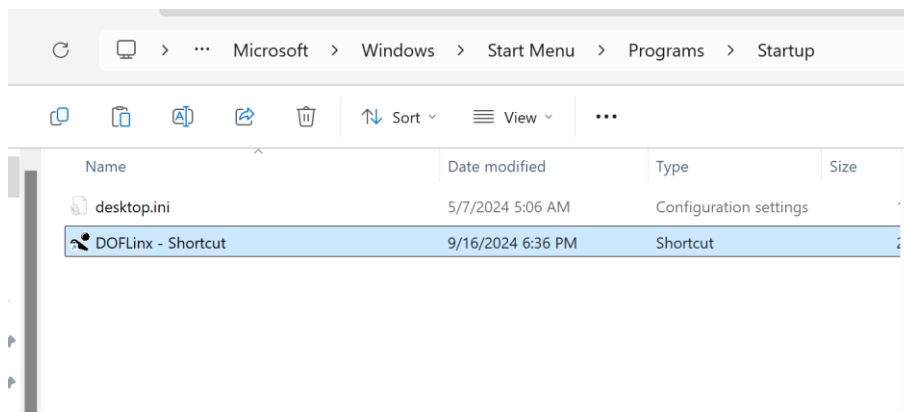 ··· Microsoft > Windows > Start Menu > Programs > Startup
Sort View ···
Name Date modified Type Size
desktop.ini 5/7/2024 5:06 AM Configuration settings
DOFLinx - Shortcut 9/16/2024 6:36 PM Shortcut